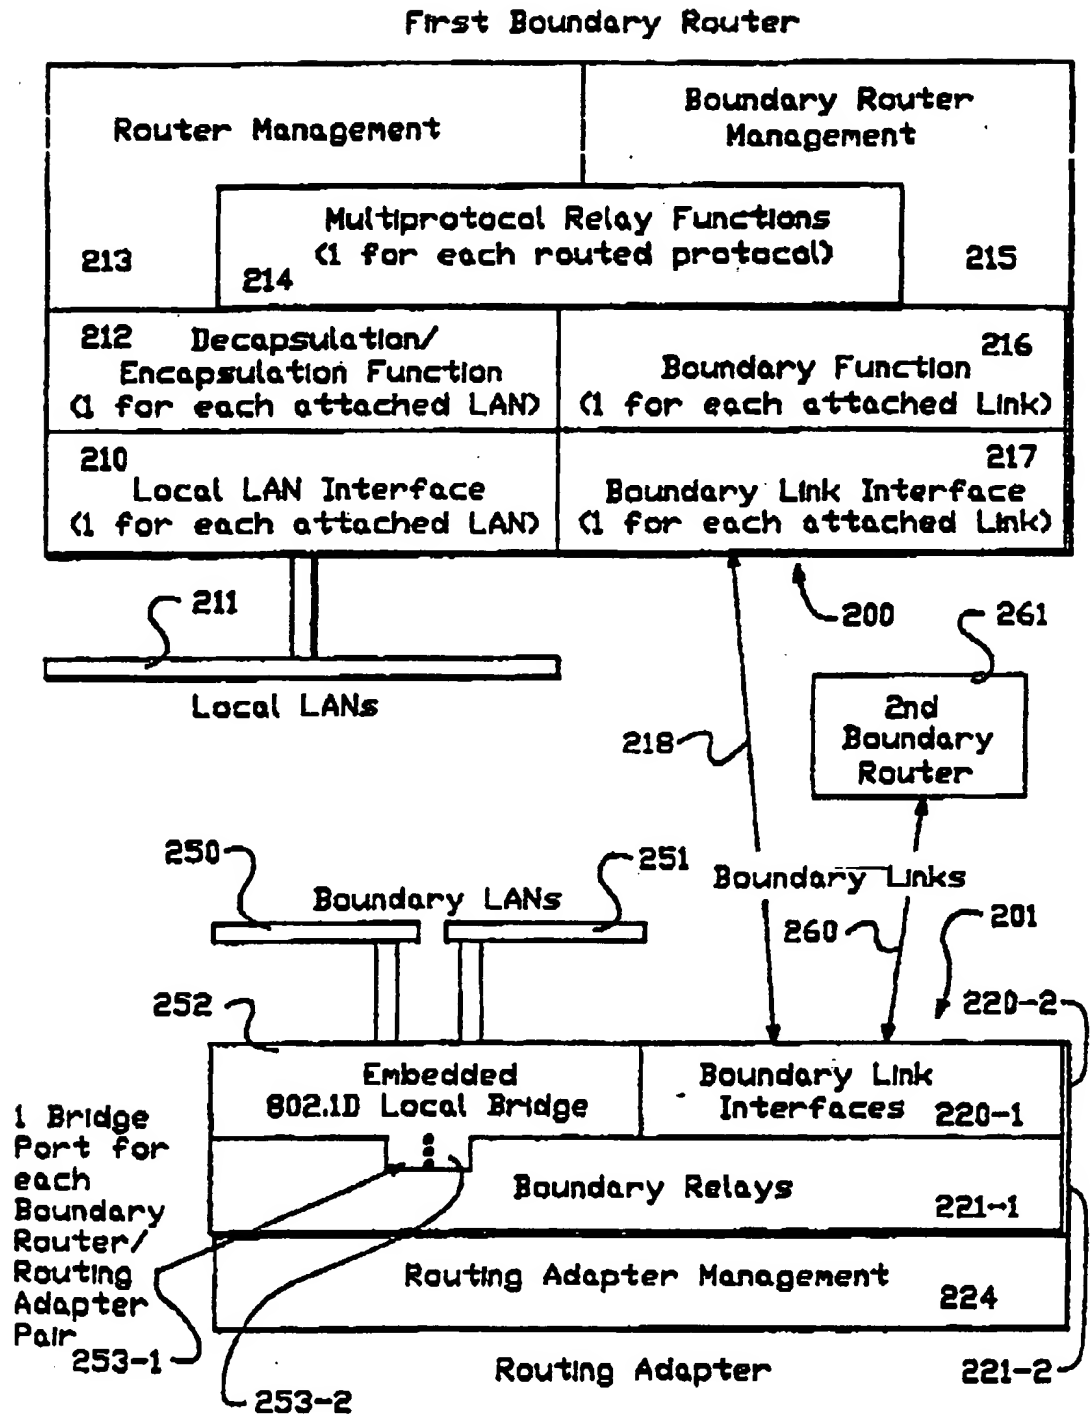 First Boundary Router
Router Management
Boundary Router
Management
Multiprotocol Relay Functions
(1 for each routed protocol)
213
214
215
212
Decapsulation/
Encapsulation Function
(1 for each attached LAN)
216
Boundary Function
(1 for each attached Link)
210
Local LAN Interface
(1 for each attached LAN)
217
Boundary Link Interface
(1 for each attached Link)
211
200
261
Local LANs
2nd
Boundary
Router
218
250
251
Boundary LANs
Boundary Links
260
201
252
220-2
Embedded
802.1D Local Bridge
Boundary Link
Interfaces
220-1
1 Bridge
Port for
each
Boundary
Router/
Routing
Adapter
Pair
Boundary Relays
221-1
Routing Adapter Management
224
253-1
Routing Adapter
221-2
253-2